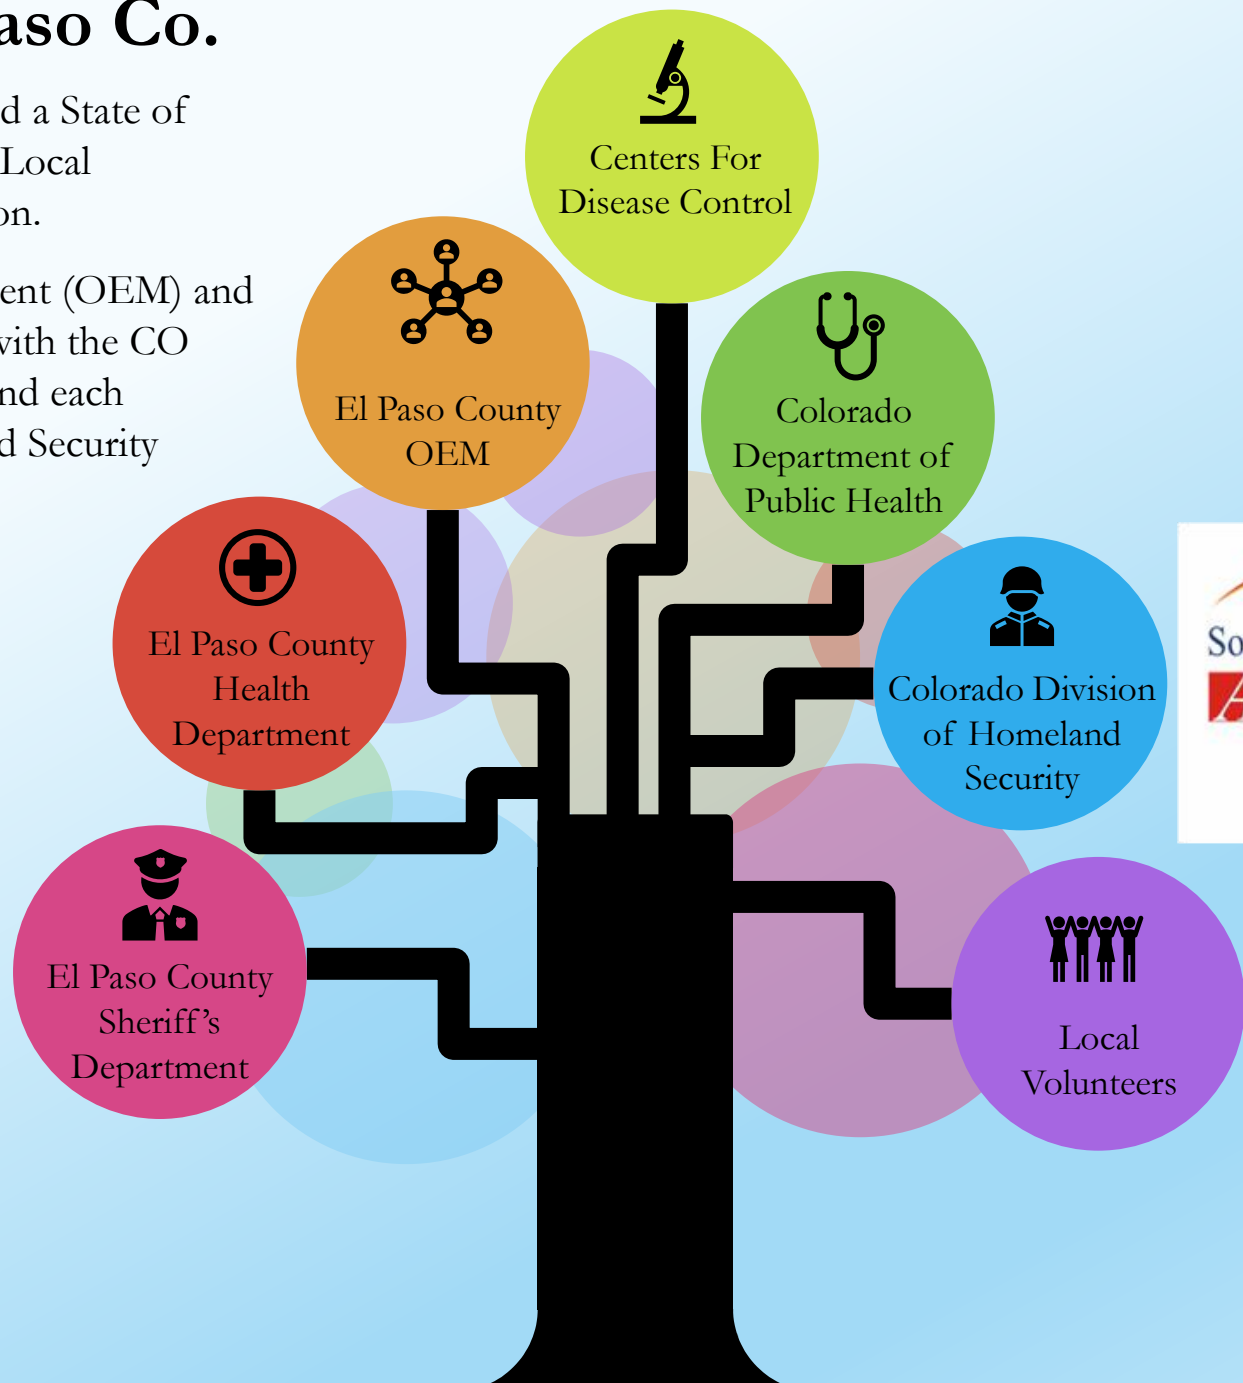 aso Co.
d a State of
Local
on.
ent (OEM) and
with the CO
nd each
d Security
Centers For
Disease Control
El Paso County
OEM
Colorado
Department of
Public Health
El Paso County
Health
Department
Colorado Division
of Homeland
Security
So
A
El Paso County
Sheriff's
Department
Local
Volunteers